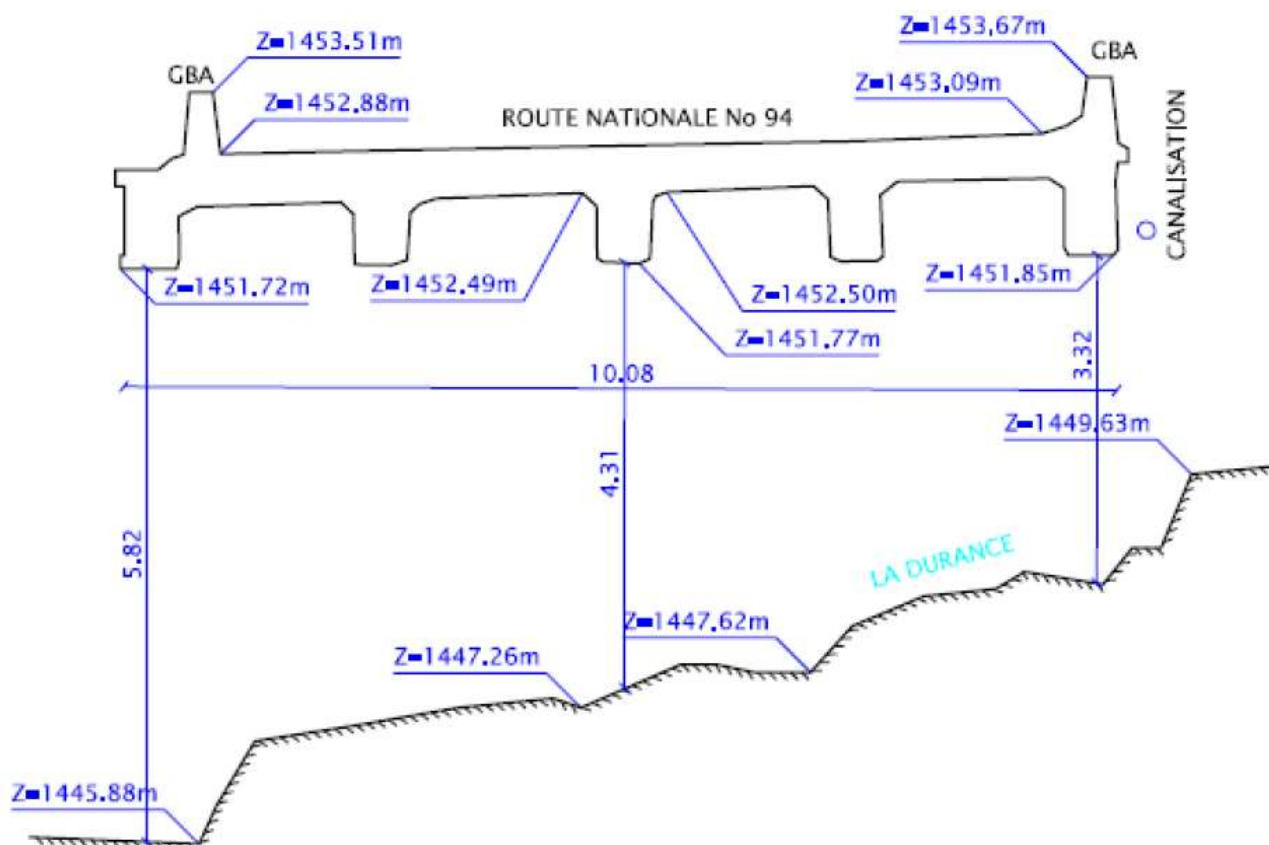 Z=1453.51m
Z=1453.67m
GBA
GBA
Z=1452.88m
Z=1453.09m
ROUTE NATIONALE No 94
CANALISATION
Z=1451.72m
Z=1452.49m
Z=1452.50m
Z=1451.85m
Z=1451.77m
10.08
3.32
Z=1449.63m
4.31
5.82
LA DURANCE
Z=1447.62m
Z=1447.26m
Z=1445.88m